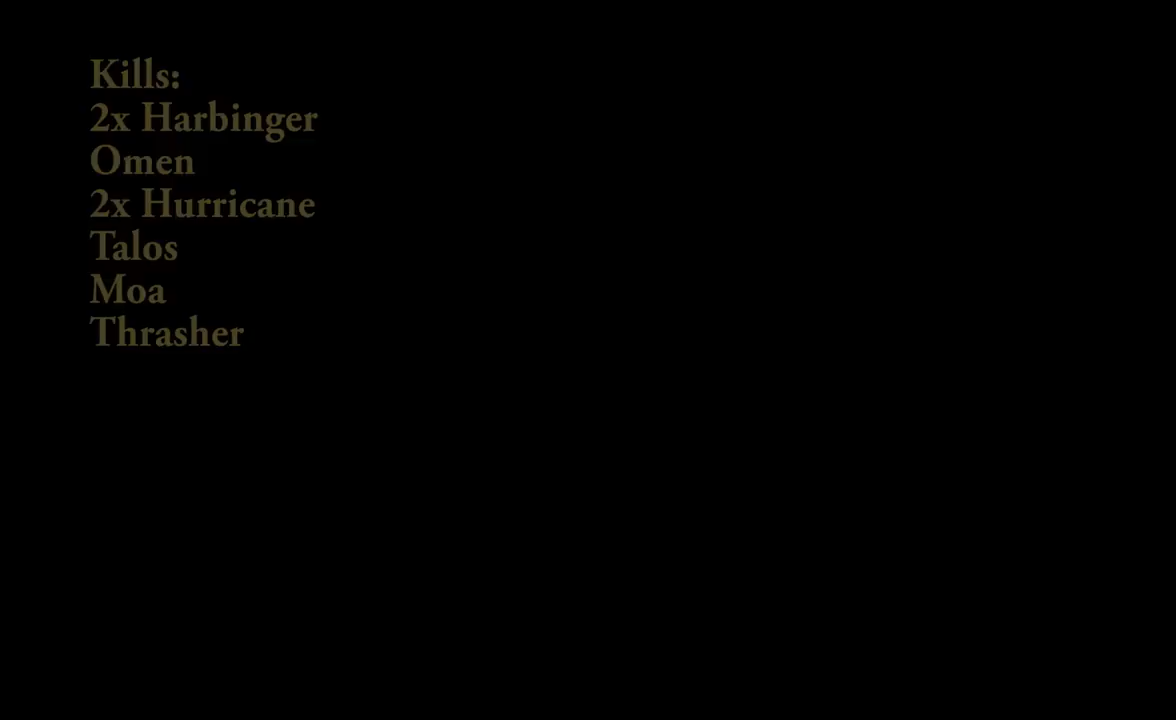 Kills:
2x Harbinger
Omen
2x Hurricane
Talos
Moa
Thrasher